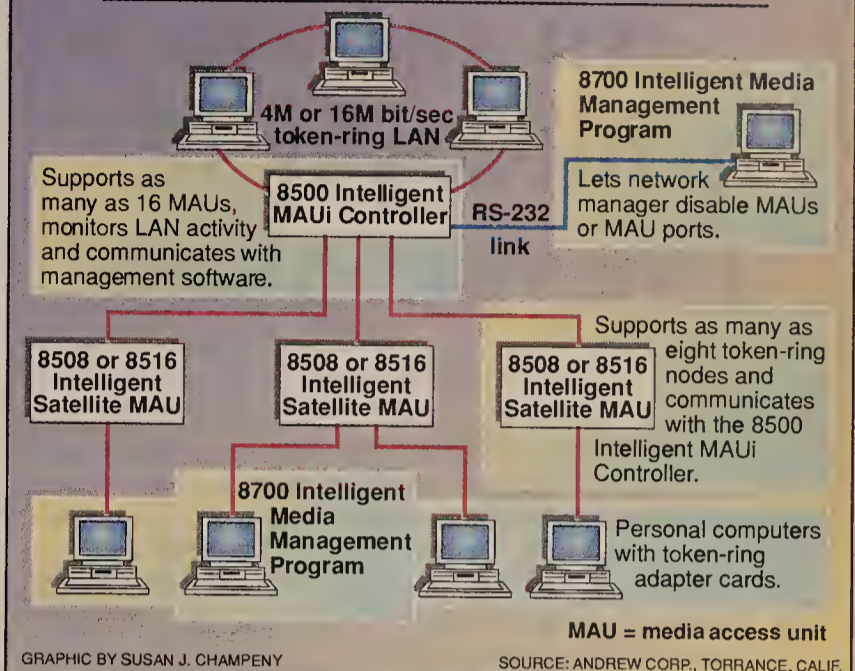 4M or 16M bit/sec
token-ring LAN
8700 Intelligent Media
Management
Program
Lets network
manager disable MAUs
or MAU ports.
Supports as
many as 16 MAUs,
monitors LAN activity
and communicates with
management software.
8500 Intelligent
MAUi Controller
RS-232
link
8508 or 8516
Intelligent
Satellite MAU
8508 or 8516
Intelligent
Satellite MAU
8508 or 8516
Intelligent
Satellite MAU
Supports as many as
eight token-ring
nodes and
communicates
with the 8500
Intelligent MAUi
Controller.
8700 Intelligent
Media
Management
Program
Personal computers
with token-ring
adapter cards.
MAU = media access unit
GRAPHIC BY SUSAN J. CHAMPENY
SOURCE: ANDREW CORP., TORRANCE, CALIF.